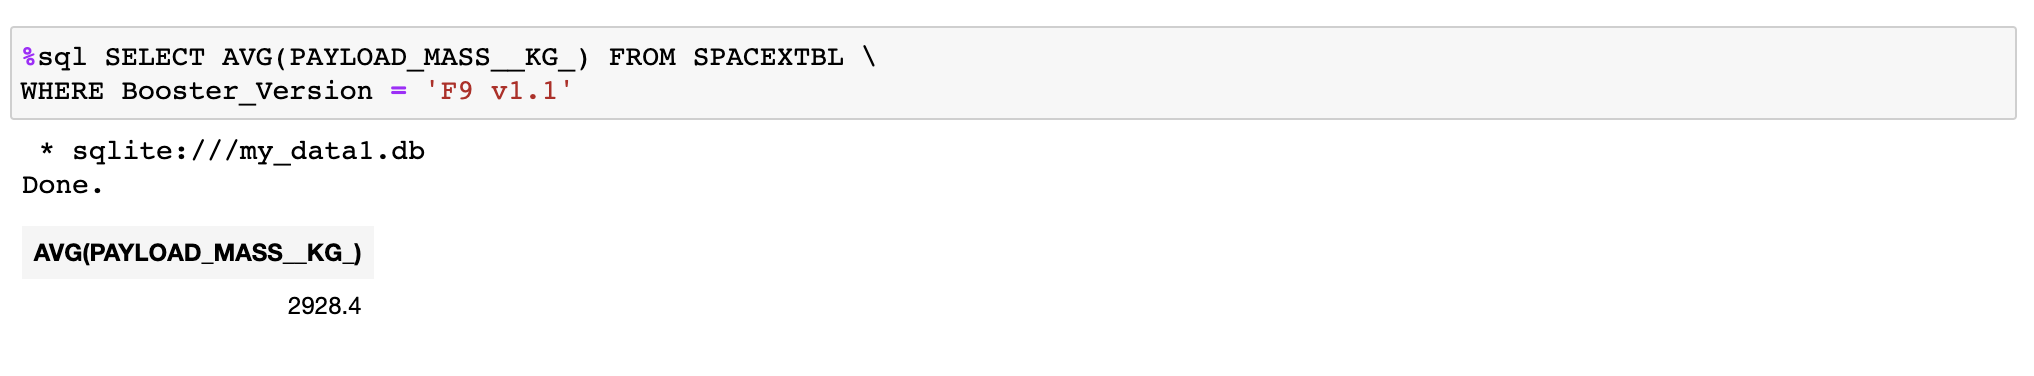 %sql SELECT AVG(PAYLOAD_MASS__KG_) FROM SPACEXTBL \
WHERE Booster_Version = 'F9 v1.1'
* sqlite:///my_data1.db
Done.
AVG(PAYLOAD_MASS__KG_)
2928.4